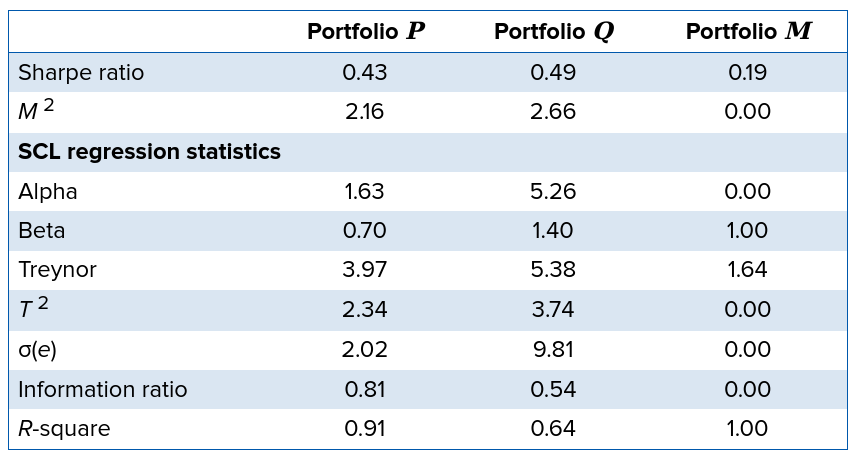 Portfolio P Portfolio Q Portfolio M
Sharpe ratio 0.43 0.49 0.19
M 2 2.16 2.66 0.00
SCL regression statistics
Alpha 1.63 5.26 0.00
Beta 0.70 1.40 1.00
Treynor 3.97 5.38 1.64
T 2 2.34 3.74 0.00
σ(e) 2.02 9.81 0.00
Information ratio 0.81 0.54 0.00
R-square 0.91 0.64 1.00